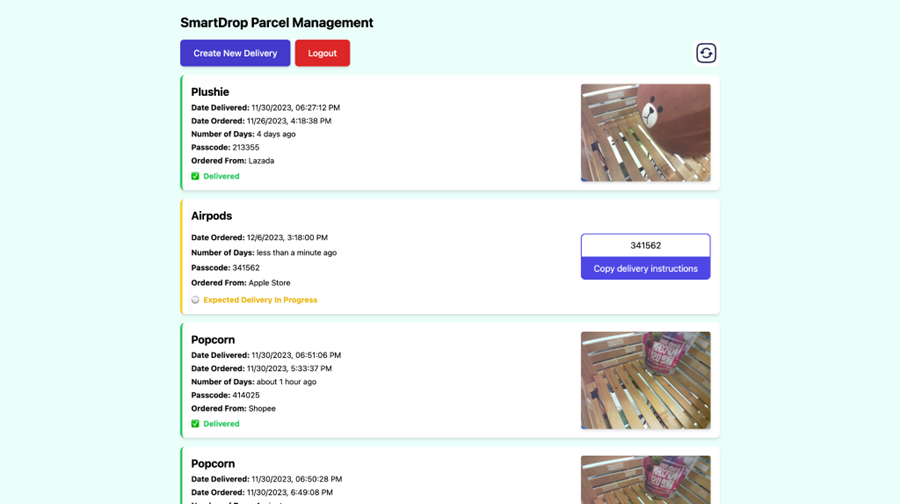 SmartDrop Parcel Management
Create New Delivery
Logout
Plushie
Date Delivered: 11/30/2023, 06:27:12 PM
Date Ordered: 11/26/2023, 4:18:38 PM
Number of Days: 4 days ago
Passcode: 213355
Ordered From: Lazada
Delivered
Airpods
Date Ordered: 12/6/2023, 3:18:00 PM
Number of Days: less than a minute ago
Passcode: 341562
Ordered From: Apple Store
Expected Delivery In Progress
341562
Copy delivery instructions
Popcorn
Date Delivered: 11/30/2023, 06:51:06 PM
Date Ordered: 11/30/2023, 5:33:37 PM
Number of Days: about 1 hour ago
Passcode: 414025
Ordered From: Shopee
Delivered
Popcorn
Date Delivered: 11/30/2023, 06:50:28 PM
Date Ordered: 11/30/2023, 6:49:08 PM